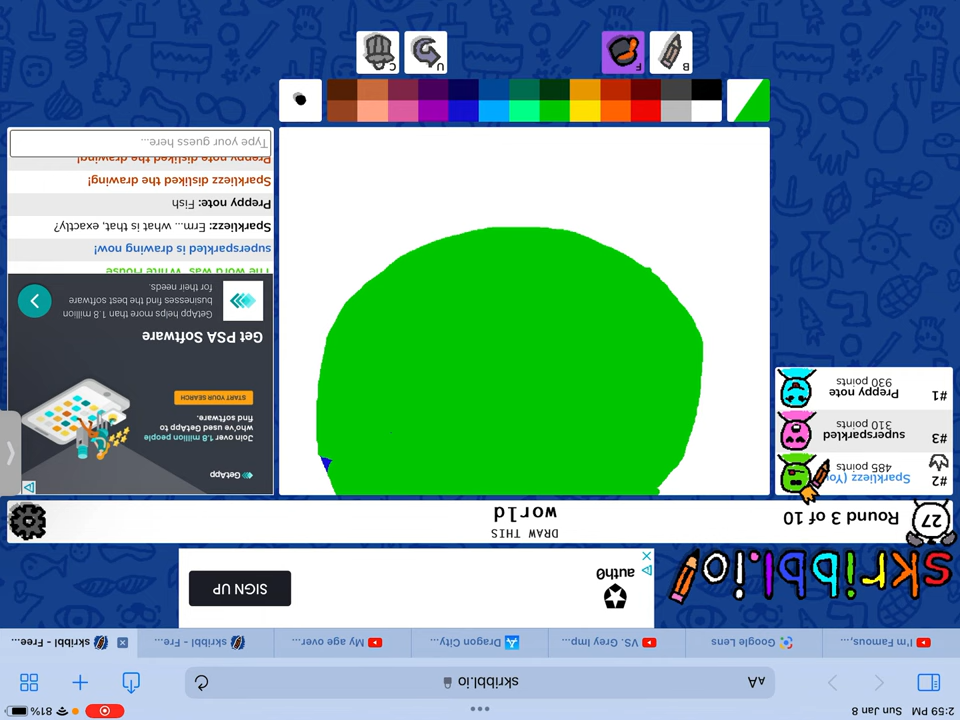 2:59 PM Sun Jan 8
81%
AA
skribbl.io
I'm Famous,...
Google Lens
VS. Grey Imp...
Dragon City,...
My age over...
skribbl - Fre...
skribbl - Free...
auth0
SIGN UP
skribbl.io
27
Round 3 of 10
DRAW THIS
world
#2
Sparkliezz (You
485 points
#3
supersparkled
310 points
#1
Preppy note
930 points
GetApp
Join over 1.8 million people
who've used GetApp to
find software.
START YOUR SEARCH
Get PSA Software
GetApp helps more than 1.8 million
businesses find the best software
for their needs.
The word was 'White House
supersparkled is drawing now!
Sparkliezz: Erm... what is that, exactly?
Preppy note: Fish
Sparkliezz disliked the drawing!
Preppy note disliked the drawing!
Type your guess here...
B
F
U
C